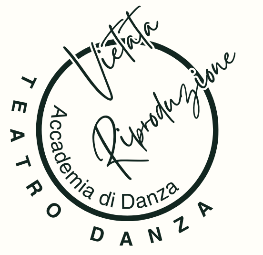 Vietata
Riproduzione
Accademia di Danza
TEATRO DANZA